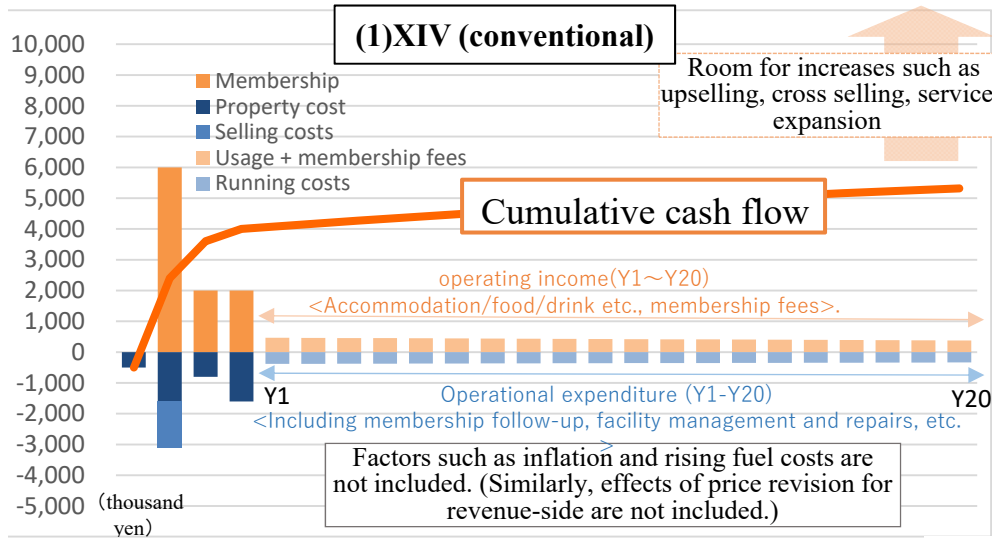 (1)XIV (conventional)
10,000
9,000
8,000
7,000
6,000
5,000
4,000
3,000
2,000
1,000
0
-1,000
-2,000
-3,000
-4,000
-5,000
(thousand
yen)
Membership
Property cost
Selling costs
Usage + membership fees
Running costs
Room for increases such as
upselling, cross selling, service
expansion
Cumulative cash flow
operating income(Y1～Y20)
<Accommodation/food/drink etc., membership fees>.
Y1
Y20
Operational expenditure (Y1-Y20)
<Including membership follow-up, facility management and repairs, etc.
>
Factors such as inflation and rising fuel costs are
not included. (Similarly, effects of price revision for
revenue-side are not included.)